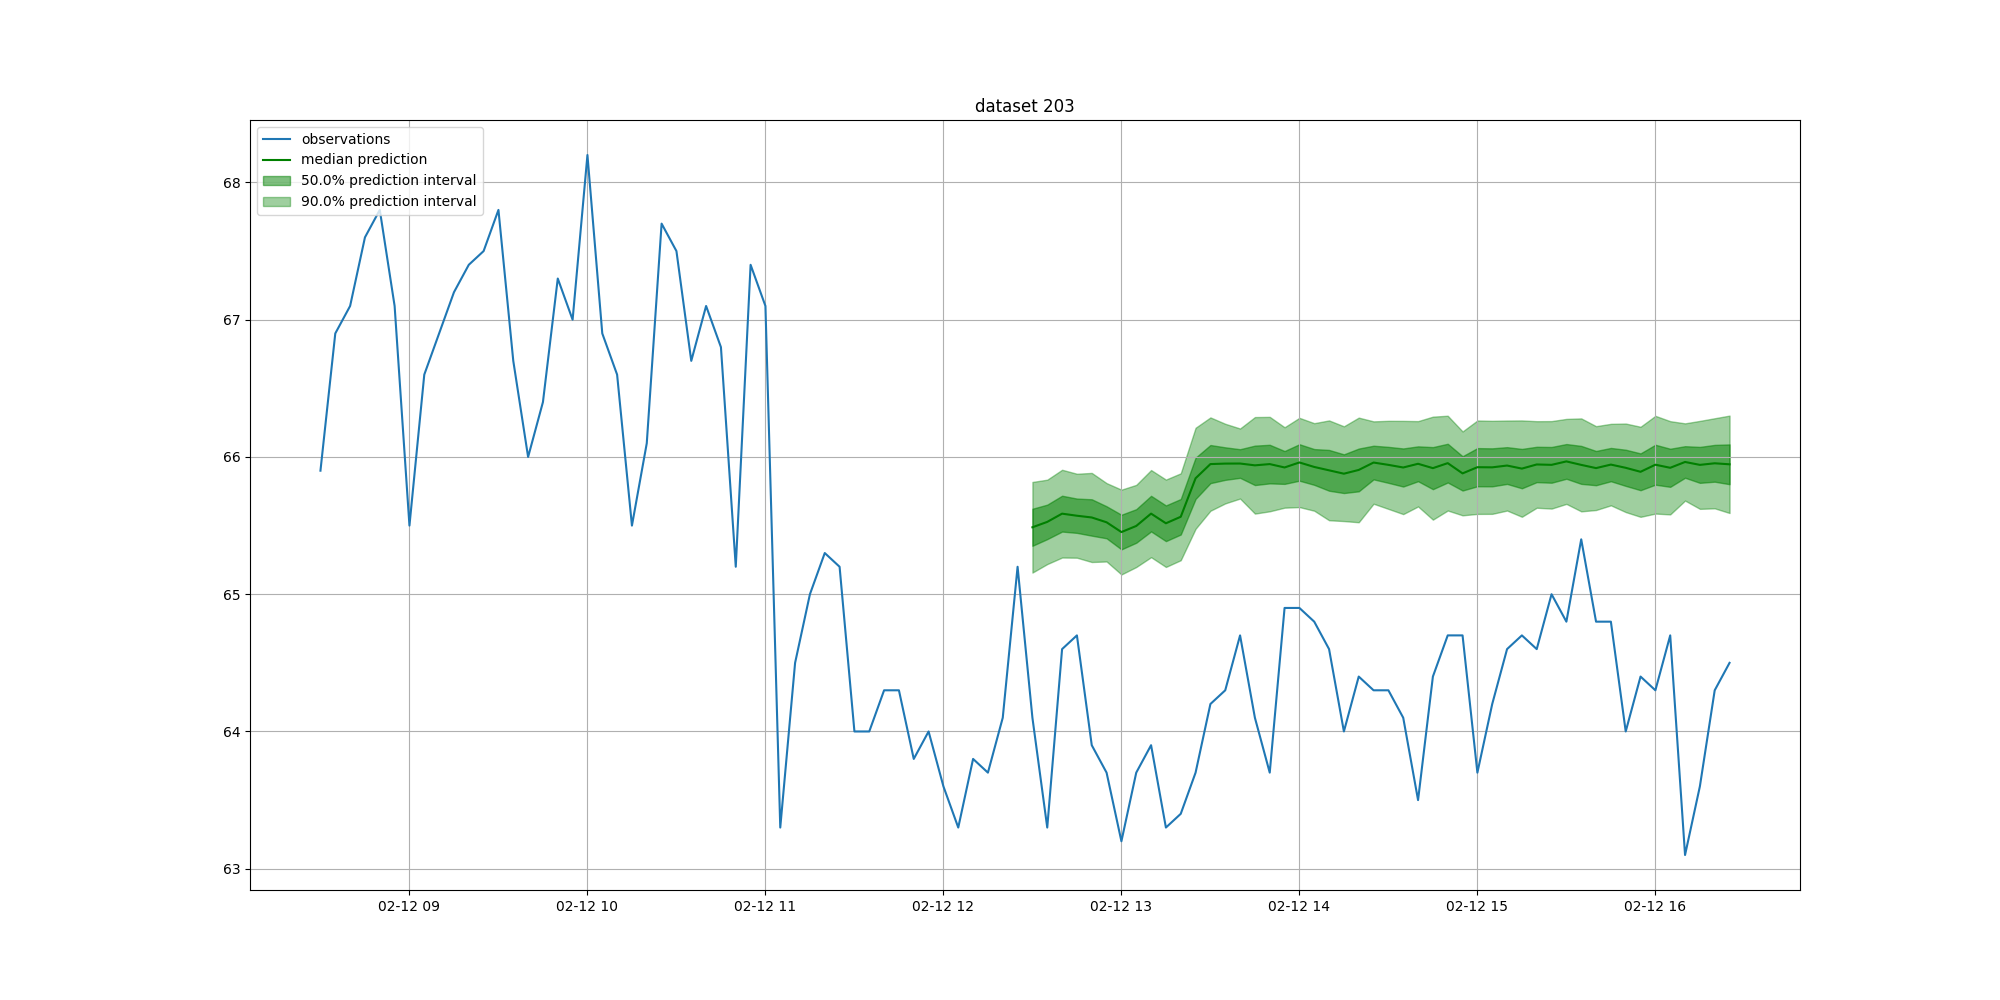 dataset 203
observations
median prediction
50.0% prediction interval
90.0% prediction interval
68
67
66
65
64
63
02-12 09
02-12 10
02-12 11
02-12 12
02-12 13
02-12 14
02-12 15
02-12 16